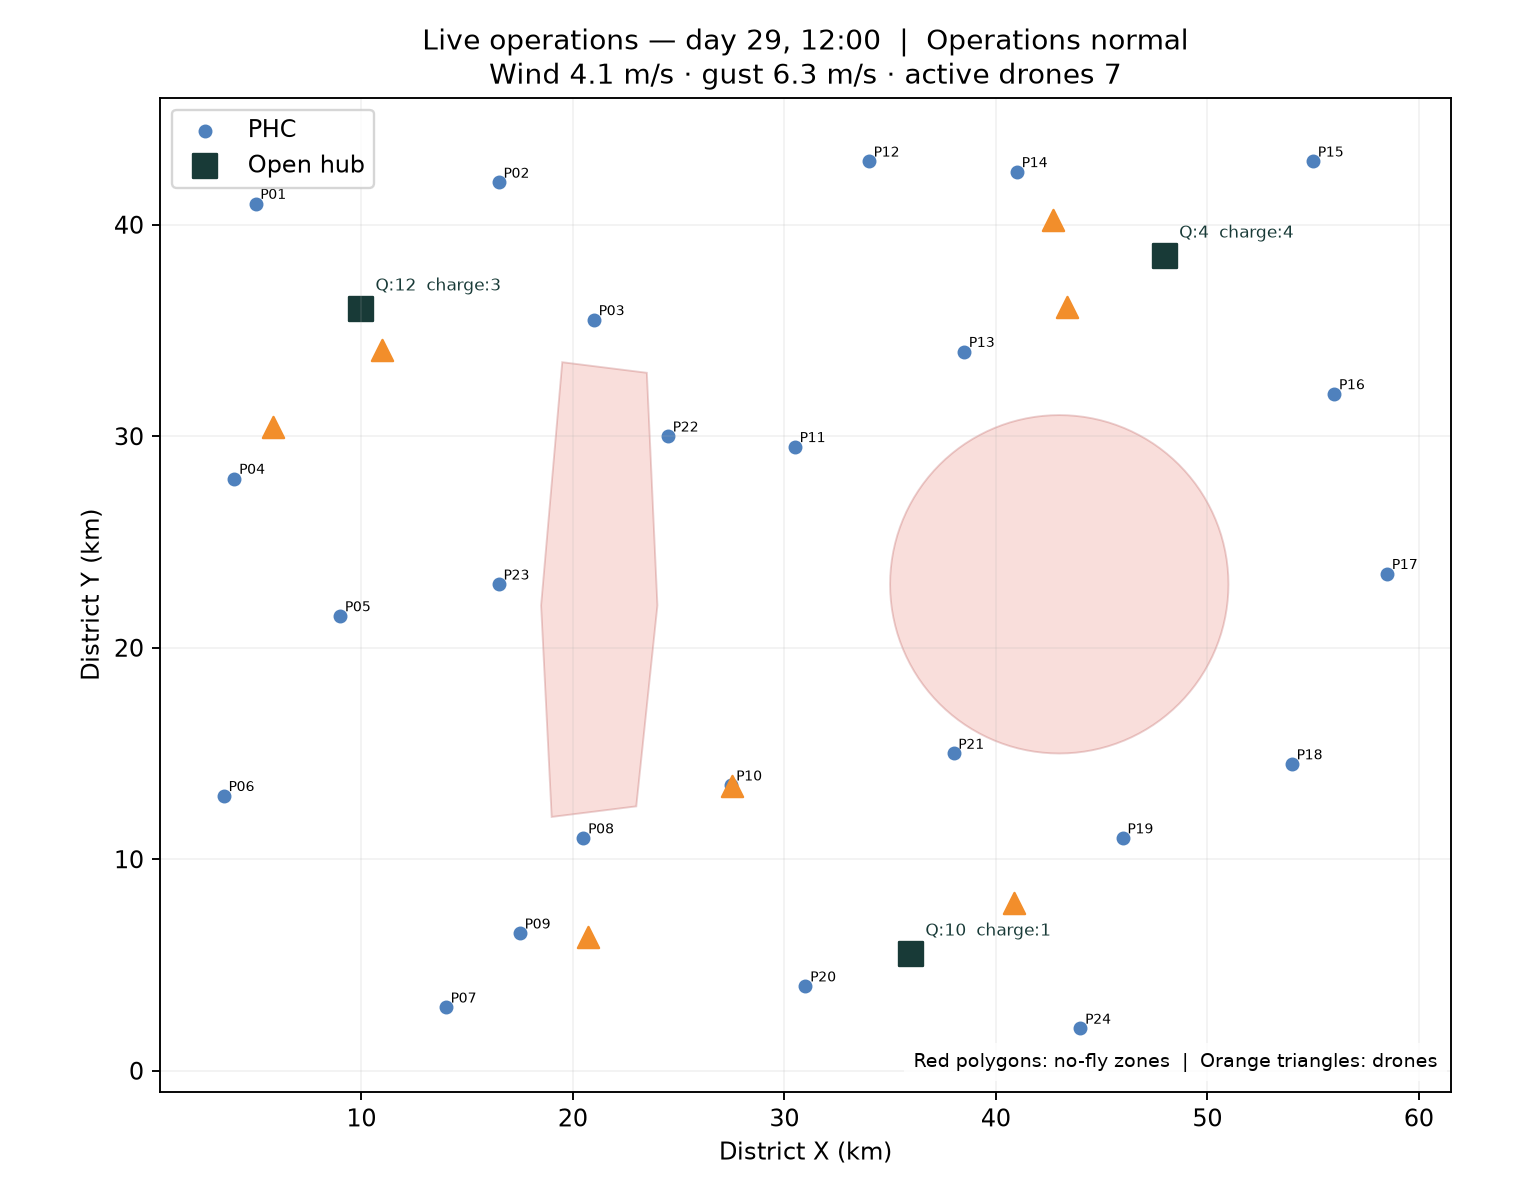 Live operations — day 29, 12:00  |  Operations normal
Wind 4.1 m/s · gust 6.3 m/s · active drones 7
PHC
Open hub
P12
P14
P15
P02
P01
Q:4  charge:4
Q:12  charge:3
P03
P13
P16
P22
P11
P04
P23
P17
P05
P21
P18
P10
P06
P08
P19
P09
Q:10  charge:1
P20
P07
P24
Red polygons: no-fly zones  |  Orange triangles: drones
40
30
20
10
0
District Y (km)
10
20
30
40
50
60
District X (km)